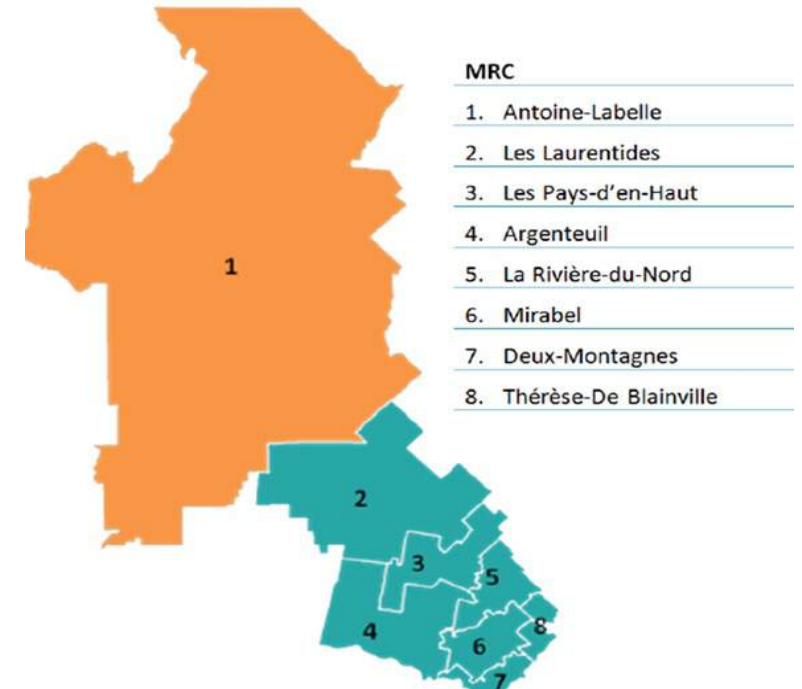 MRC
1. Antoine-Labelle
2. Les Laurentides
3. Les Pays-d'en-Haut
4. Argenteuil
5. La Rivière-du-Nord
6. Mirabel
7. Deux-Montagnes
8. Thérèse-De Blainville
1
2
3
5
4
8
6
7